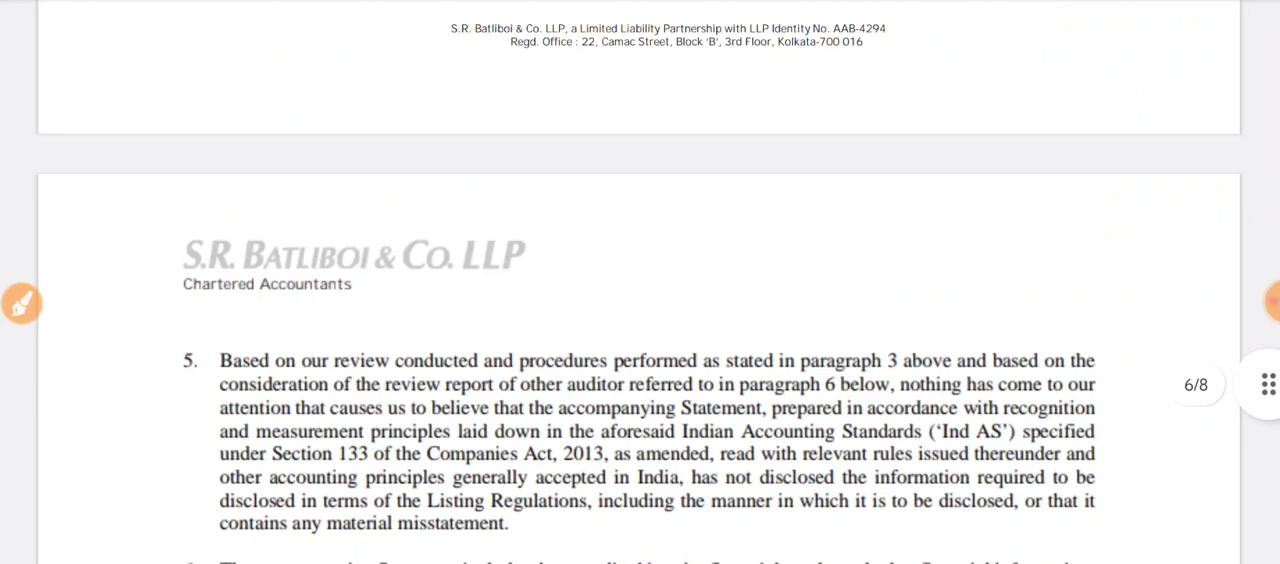 S.R. Batliboi & Co. LLP, a Limited Liability Partnership with LLP Identity No. AAB-4294
Regd. Office : 22, Camac Street, Block ‘B’, 3rd Floor, Kolkata-700 016
S.R. BATLIBOI & CO. LLP
Chartered Accountants
5. Based on our review conducted and procedures performed as stated in paragraph 3 above and based on the
consideration of the review report of other auditor referred to in paragraph 6 below, nothing has come to our
attention that causes us to believe that the accompanying Statement, prepared in accordance with recognition
and measurement principles laid down in the aforesaid Indian Accounting Standards (‘Ind AS’) specified
under Section 133 of the Companies Act, 2013, as amended, read with relevant rules issued thereunder and
other accounting principles generally accepted in India, has not disclosed the information required to be
disclosed in terms of the Listing Regulations, including the manner in which it is to be disclosed, or that it
contains any material misstatement.
6/8